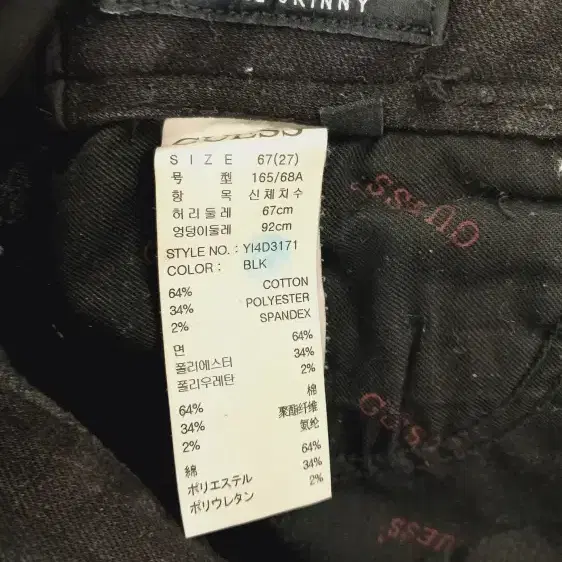 SKINNY
GUESS
SIZE 67(27)
号 型 165/68A
항 목 신체치수
허리둘레 67cm
엉덩이둘레 92cm
STYLE NO. : YI4D3171
COLOR : BLK
64% COTTON
34% POLYESTER
2% SPANDEX
면 64%
폴리에스터 34%
폴리우레탄 2%
64% 棉
34% 聚酯纤维
2% 氨纶
綿 64%
ポリエステル 34%
ポリウレタン 2%
GUESS
GUESS
GUESS